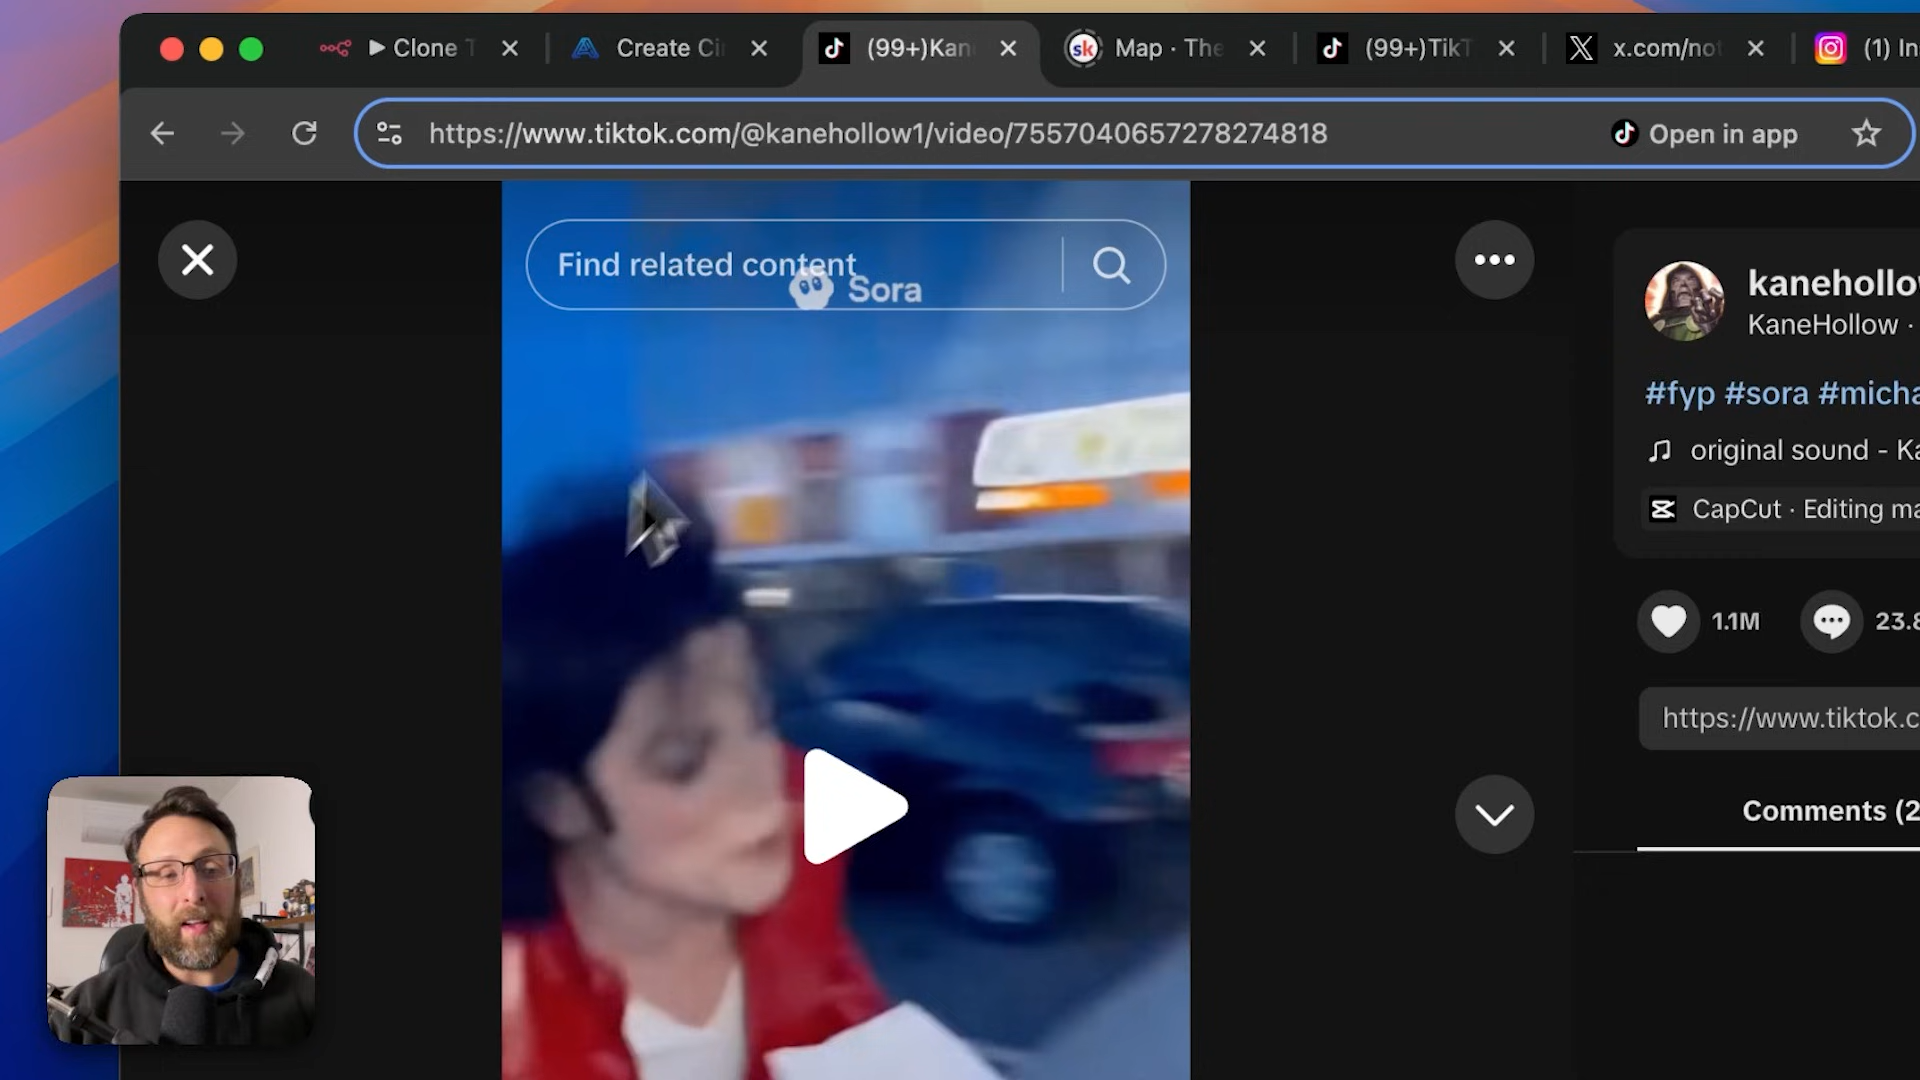 Clone T
Create Ci
(99+)Kan
sk
Map · The
(99+)TikT
x.com/no
(1) In
https://www.tiktok.com/@kanehollow1/video/7557040657278274818
Open in app
Find related content
Sora
kanehollo
KaneHollow ·
#fyp #sora #micha
original sound - Ka
CapCut · Editing ma
1.1M
23.8
https://www.tiktok.c
Comments (2